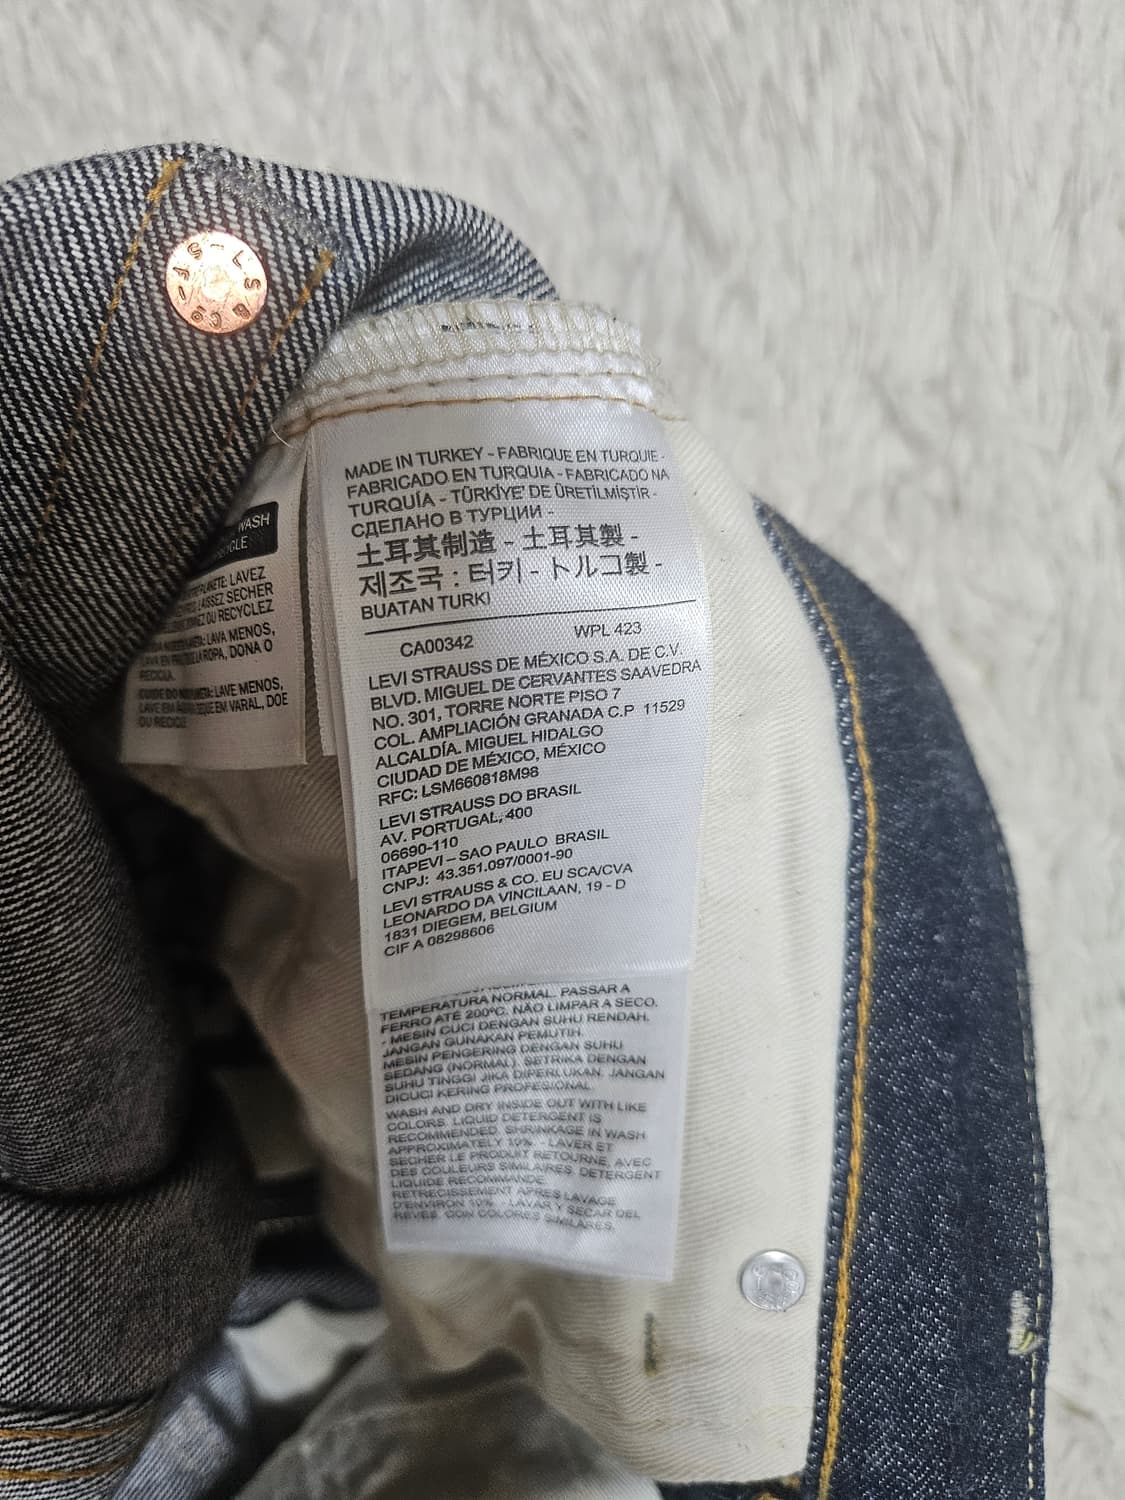 L S & CO - S F -
MADE IN TURKEY - FABRIQUE EN TURQUIE -
FABRICADO EN TURQUIA - FABRICADO NA
TURQUÍA - TÜRKİYE' DE ÜRETİLMİŞTİR -
СДЕЛАНО В ТУРЦИИ -
土耳其制造 - 土耳其製 -
제조국 : 터키 - トルコ製 -
BUATAN TURKI
CA00342 WPL 423
LEVI STRAUSS DE MÉXICO S.A. DE C.V.
BLVD. MIGUEL DE CERVANTES SAAVEDRA
NO. 301, TORRE NORTE PISO 7
COL. AMPLIACIÓN GRANADA C.P 11529
ALCALDÍA. MIGUEL HIDALGO
CIUDAD DE MÉXICO, MÉXICO
RFC: LSM660818M98
LEVI STRAUSS DO BRASIL
AV. PORTUGAL, 400
06690-110
ITAPEVI – SAO PAULO BRASIL
CNPJ: 43.351.097/0001-90
LEVI STRAUSS & CO. EU SCA/CVA
LEONARDO DA VINCILAAN, 19 - D
1831 DIEGEM, BELGIUM
CIF A 08298606
TEMPERATURA NORMAL. PASSAR A
FERRO ATÉ 200ºC. NÃO LIMPAR A SECO.
- MESIN CUCI DENGAN SUHU RENDAH.
JANGAN GUNAKAN PEMUTIH.
MESIN PENGERING DENGAN SUHU
SEDANG (NORMAL). SETRIKA DENGAN
SUHU TINGGI JIKA DIPERLUKAN. JANGAN
DICUCI KERING PROFESIONAL.
WASH AND DRY INSIDE OUT WITH LIKE
COLORS. LIQUID DETERGENT IS
RECOMMENDED. SHRINKAGE IN WASH
APPROXIMATELY 10%. - LAVER ET
SECHER LE PRODUIT RETOURNE, AVEC
DES COULEURS SIMILAIRES. DETERGENT
LIQUIDE RECOMMANDE.
RETRECISSEMENT APRES LAVAGE
D'ENVIRON 10%. - LAVAR Y SECAR DEL
REVES, CON COLORES SIMILARES.
WASH
: LAVEZ
LAISSEZ SECHER
OU RECYCLEZ
LAVA MENOS,
LAVA EN ROPA, DONA O
RECICLA.
CUIDE DO : LAVE MENOS,
LAVE EM SEQUE EM VARAL, DOE
OU RECICLE